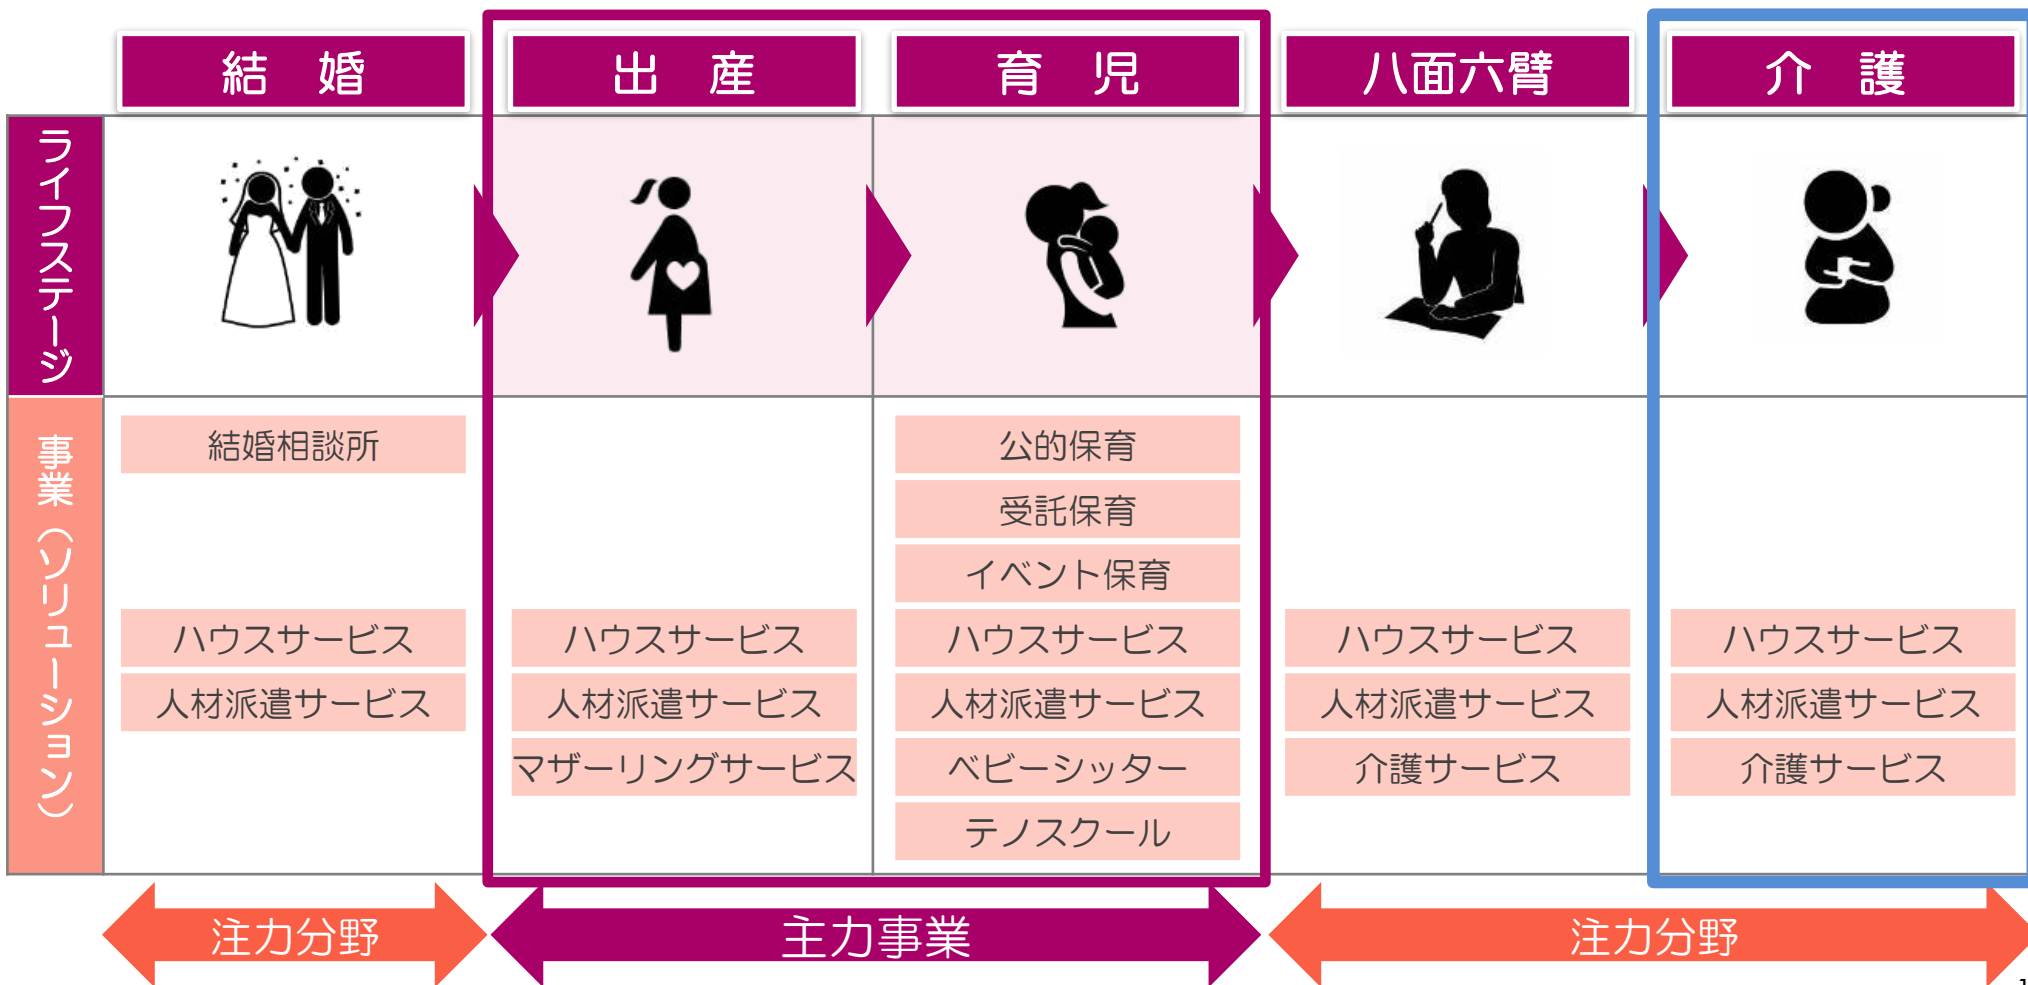 結　婚
出　産
育　児
八面六臂
介　護
ライフステージ
事業（ソリューション）
結婚相談所
ハウスサービス
人材派遣サービス
ハウスサービス
人材派遣サービス
マザーリングサービス
公的保育
受託保育
イベント保育
ハウスサービス
人材派遣サービス
ベビーシッター
テノスクール
ハウスサービス
人材派遣サービス
介護サービス
ハウスサービス
人材派遣サービス
介護サービス
注力分野
主力事業
注力分野